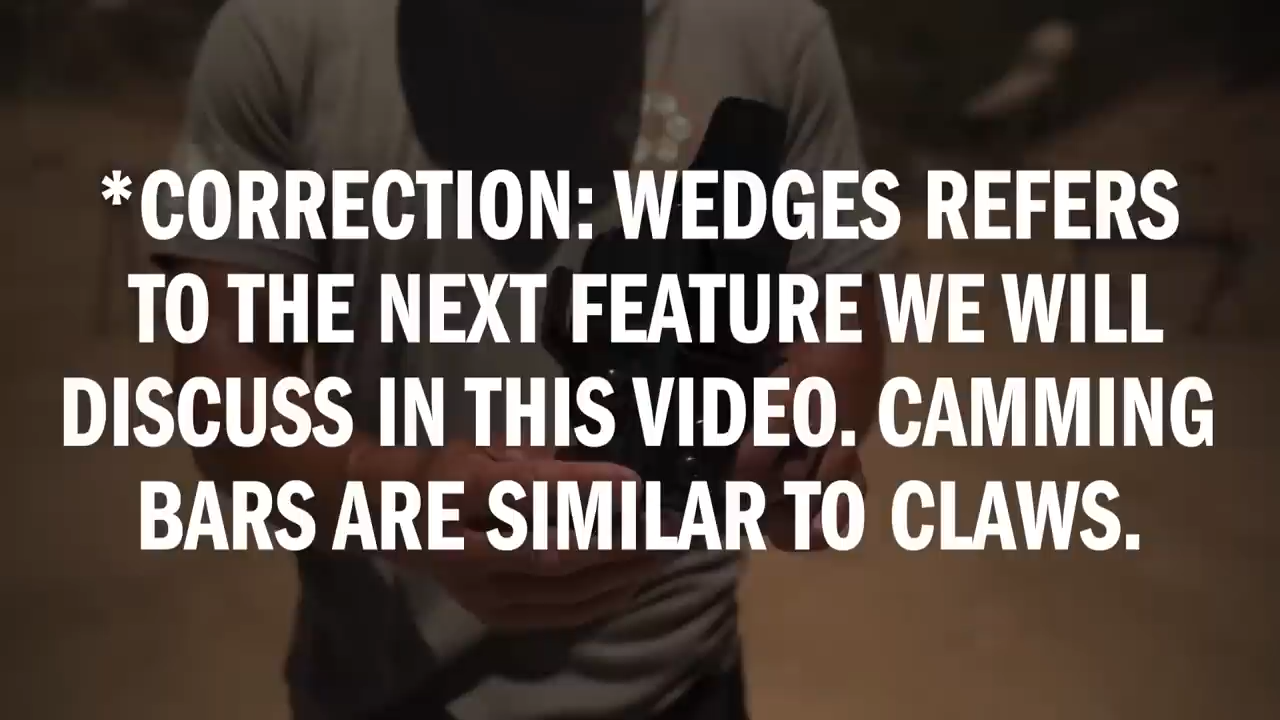 *CORRECTION: WEDGES REFERS
TO THE NEXT FEATURE WE WILL
DISCUSS IN THIS VIDEO. CAMMING
BARS ARE SIMILAR TO CLAWS.